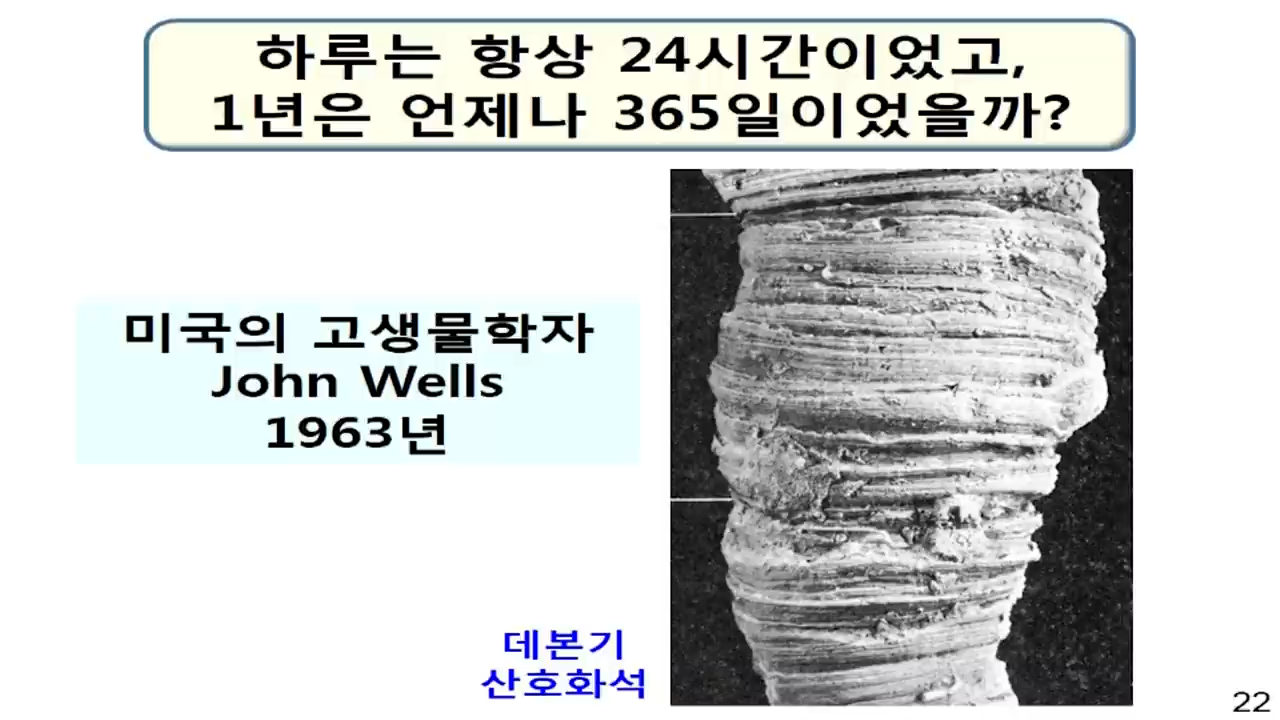 하루는 항상 24시간이었고,
1년은 언제나 365일이었을까?
미국의 고생물학자
John Wells
1963년
데본기
산호화석
22